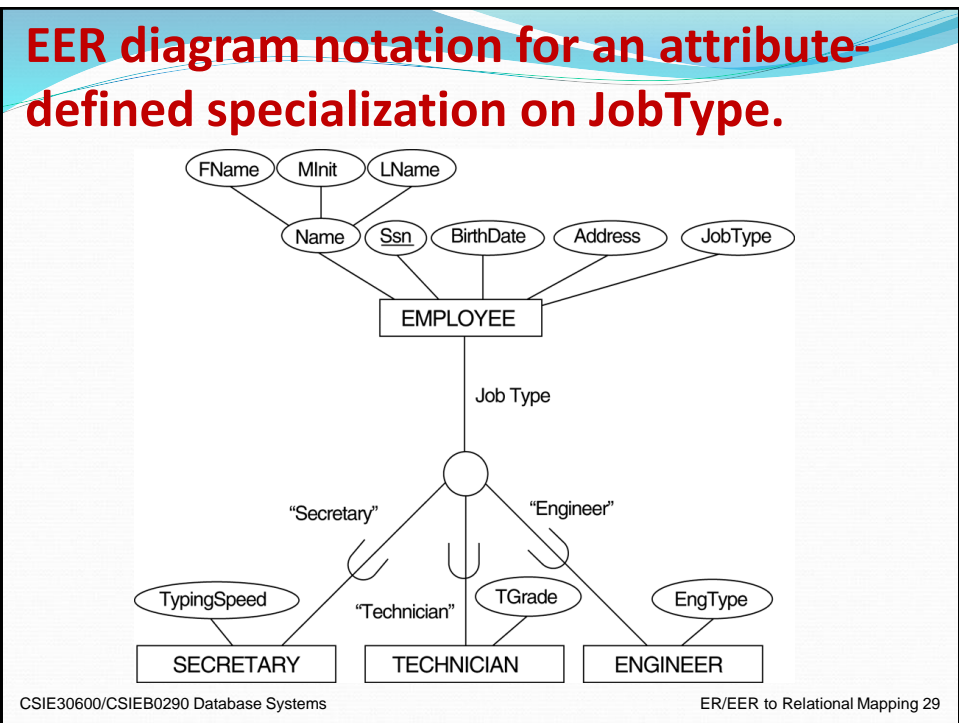 EER diagram notation for an attribute-
defined specialization on JobType.
FName MInit LName
Name Ssn BirthDate Address JobType
EMPLOYEE
Job Type
“Secretary” “Engineer”
TypingSpeed “Technician” TGrade EngType
SECRETARY TECHNICIAN ENGINEER
CSIE30600/CSIEB0290 Database Systems ER/EER to Relational Mapping 29